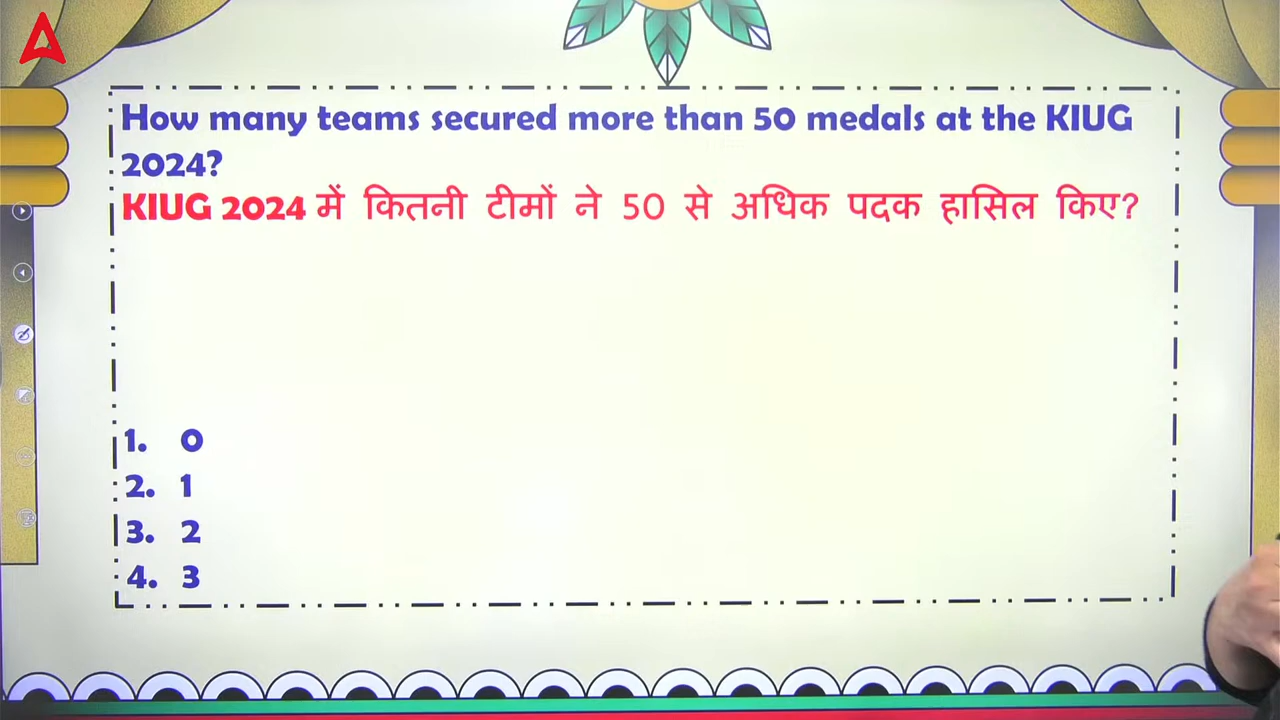 How many teams secured more than 50 medals at the KIUG
2024?
KIUG 2024 में कितनी टीमों ने 50 से अधिक पदक हासिल किए?
1. 0
2. 1
3. 2
4. 3